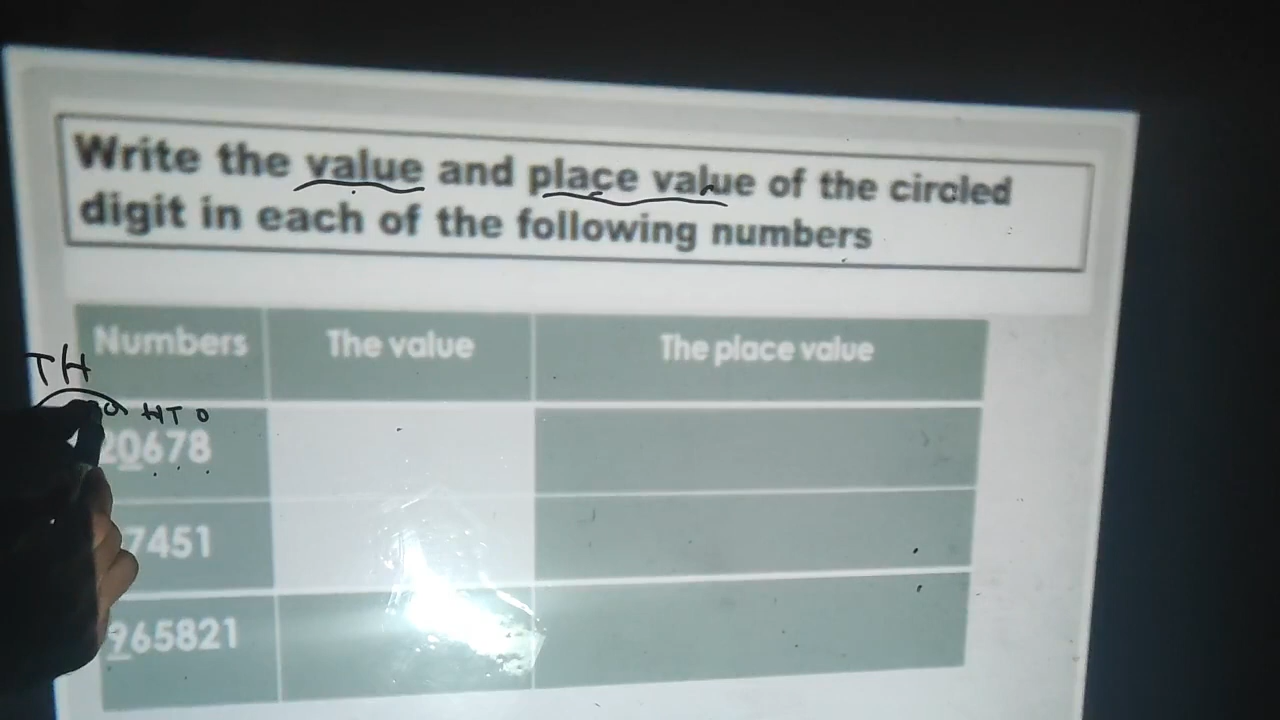 Write the value and place value of the circled
digit in each of the following numbers
Numbers The value The place value
TH
HTO
20678
7451
965821